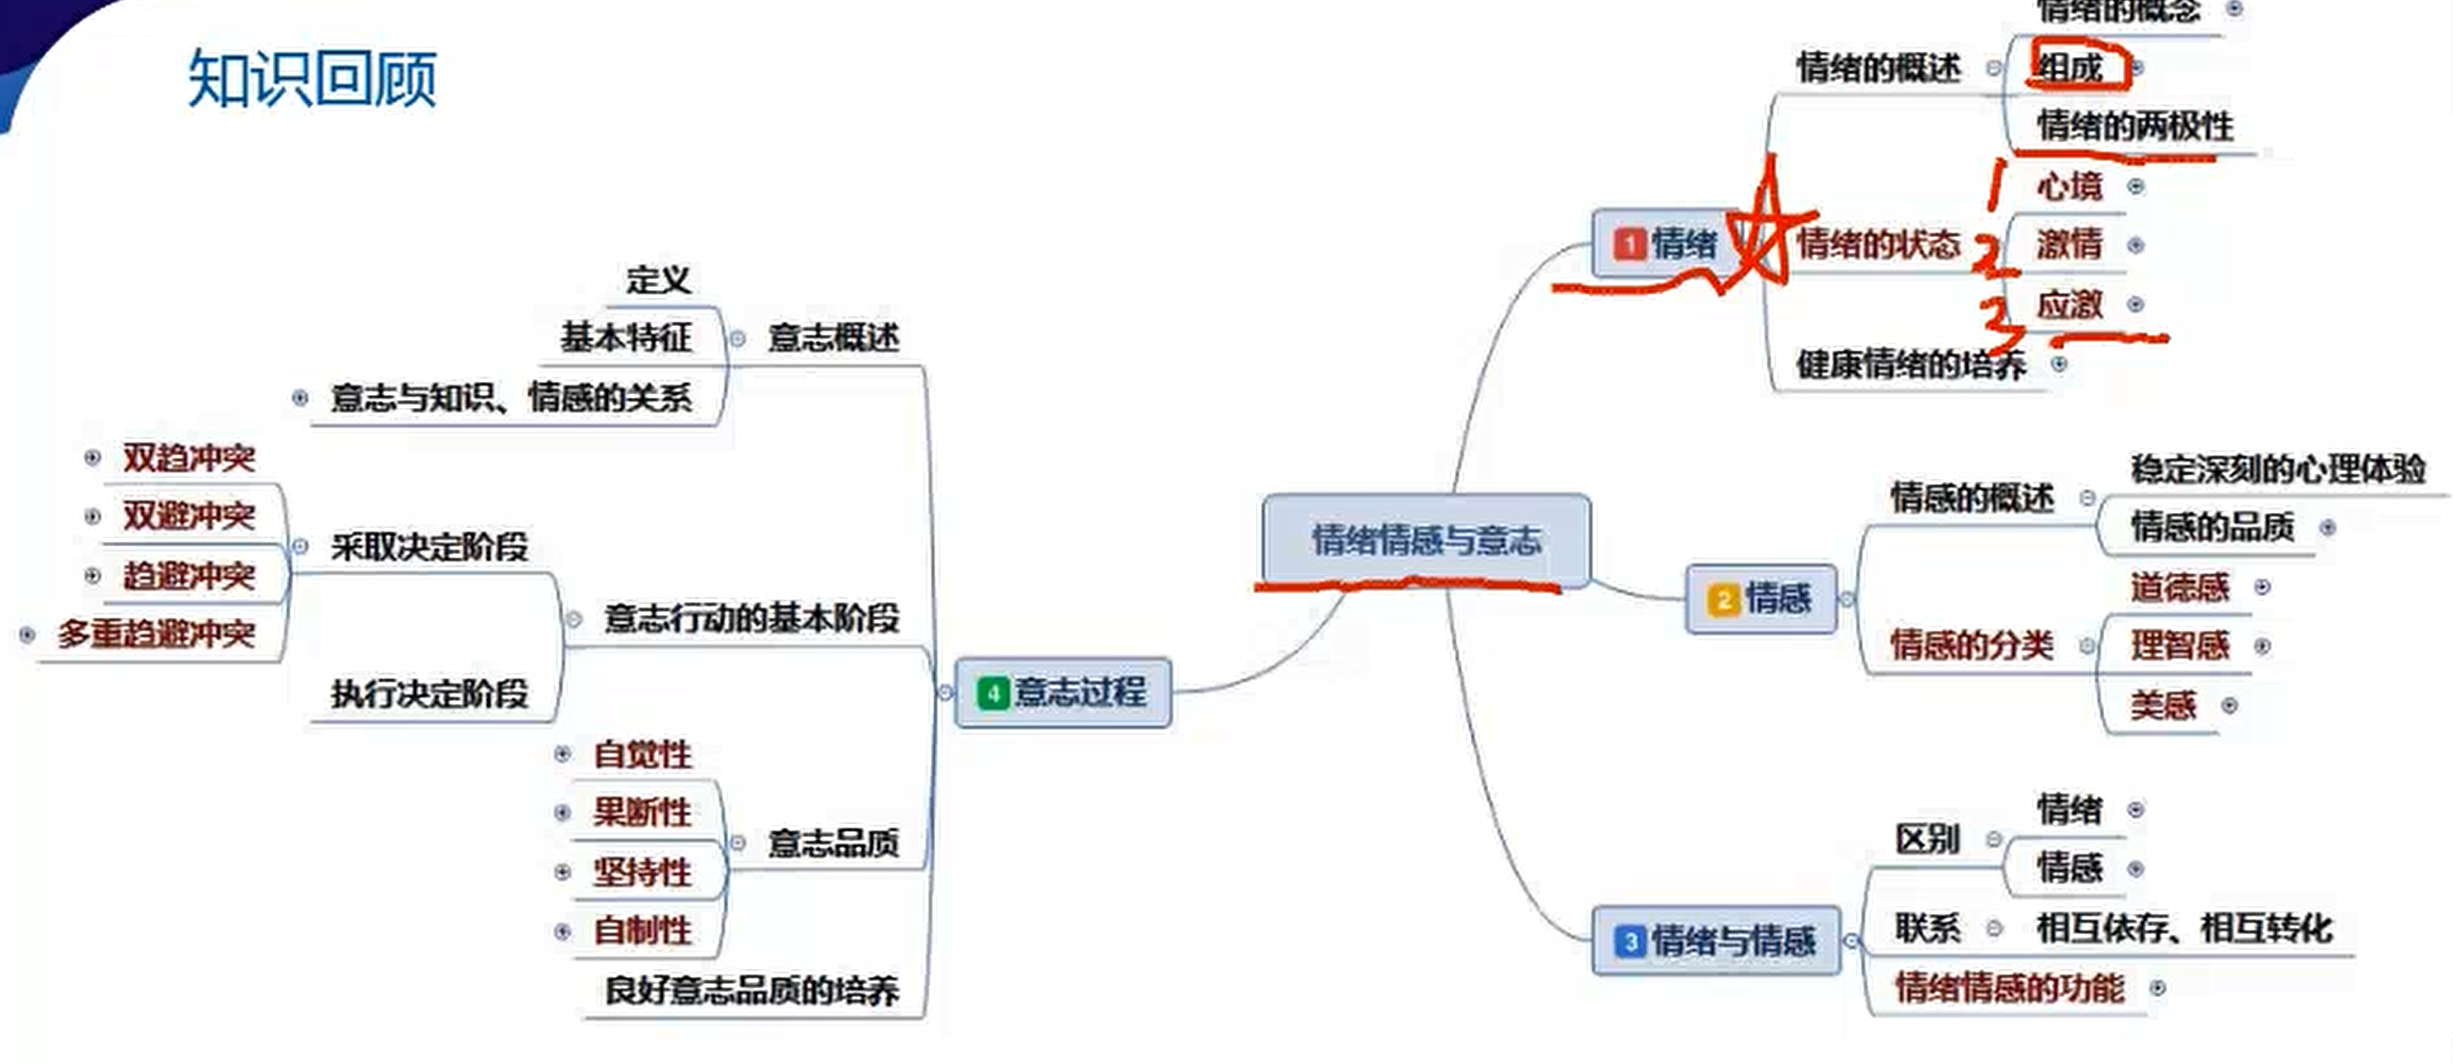 知识回顾
情绪情感与意志
1 情绪
情绪的概述
情绪的概念
组成
情绪的两极性
情绪的状态
1 心境
2 激情
3 应激
健康情绪的培养
2 情感
情感的概述
稳定深刻的心理体验
情感的品质
情感的分类
道德感
理智感
美感
3 情绪与情感
区别
情绪
情感
联系
相互依存、相互转化
情绪情感的功能
4 意志过程
意志概述
定义
基本特征
意志与知识、情感的关系
意志行动的基本阶段
采取决定阶段
双趋冲突
双避冲突
趋避冲突
多重趋避冲突
执行决定阶段
意志品质
自觉性
果断性
坚持性
自制性
良好意志品质的培养